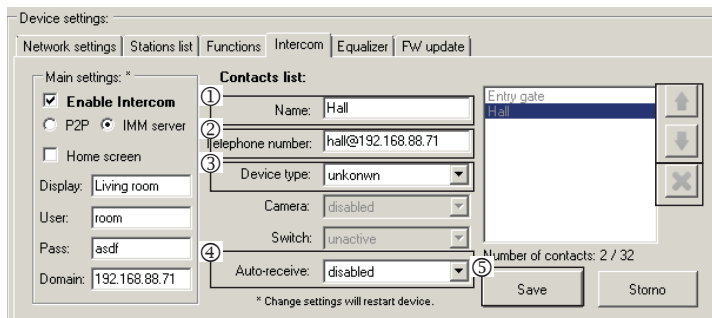 Device settings:
Network settings Stations list Functions Intercom Equalizer FW update
Main settings: *
Enable Intercom
P2P IMM server
Home screen
Display: Living room
User: room
Pass: asdf
Domain: 192.168.88.71
Contacts list:
① Name: Hall
② Telephone number: hall@192.168.88.71
③ Device type: unkonwn
Camera: disabled
Switch: unactive
④ Auto-receive: disabled
* Change settings will restart device.
Entry gate
Hall
Number of contacts: 2 / 32
⑤ Save Storno